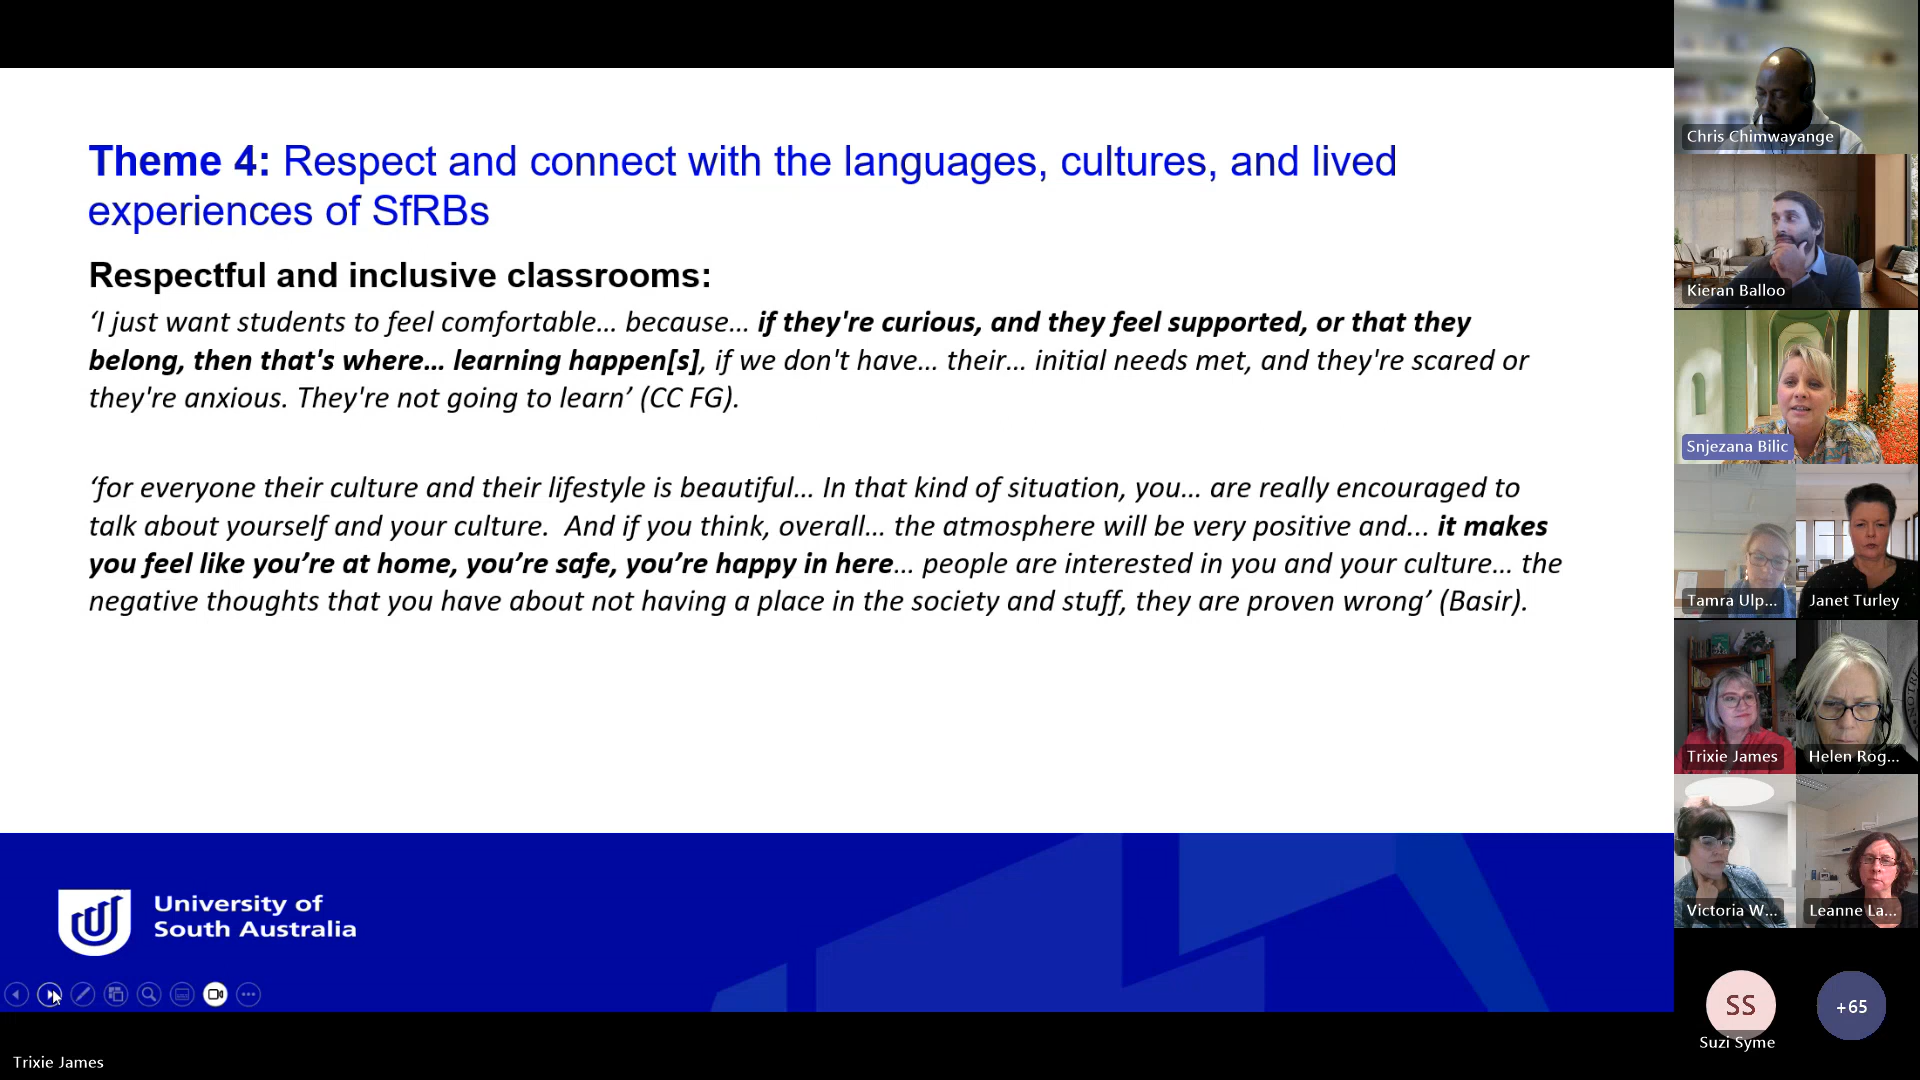 Theme 4: Respect and connect with the languages, cultures, and lived
experiences of SfRBs
Respectful and inclusive classrooms:
‘I just want students to feel comfortable… because… if they're curious, and they feel supported, or that they
belong, then that's where… learning happen[s], if we don't have… their… initial needs met, and they're scared or
they're anxious. They're not going to learn’ (CC FG).
‘for everyone their culture and their lifestyle is beautiful… In that kind of situation, you… are really encouraged to
talk about yourself and your culture.  And if you think, overall… the atmosphere will be very positive and... it makes
you feel like you’re at home, you’re safe, you’re happy in here… people are interested in you and your culture… the
negative thoughts that you have about not having a place in the society and stuff, they are proven wrong’ (Basir).
University of
South Australia
Trixie James
Chris Chimwayange
Kieran Balloo
Snjezana Bilic
Tamra Ulp...
Janet Turley
Trixie James
Helen Rog...
Victoria W...
Leanne La...
SS
Suzi Syme
+65